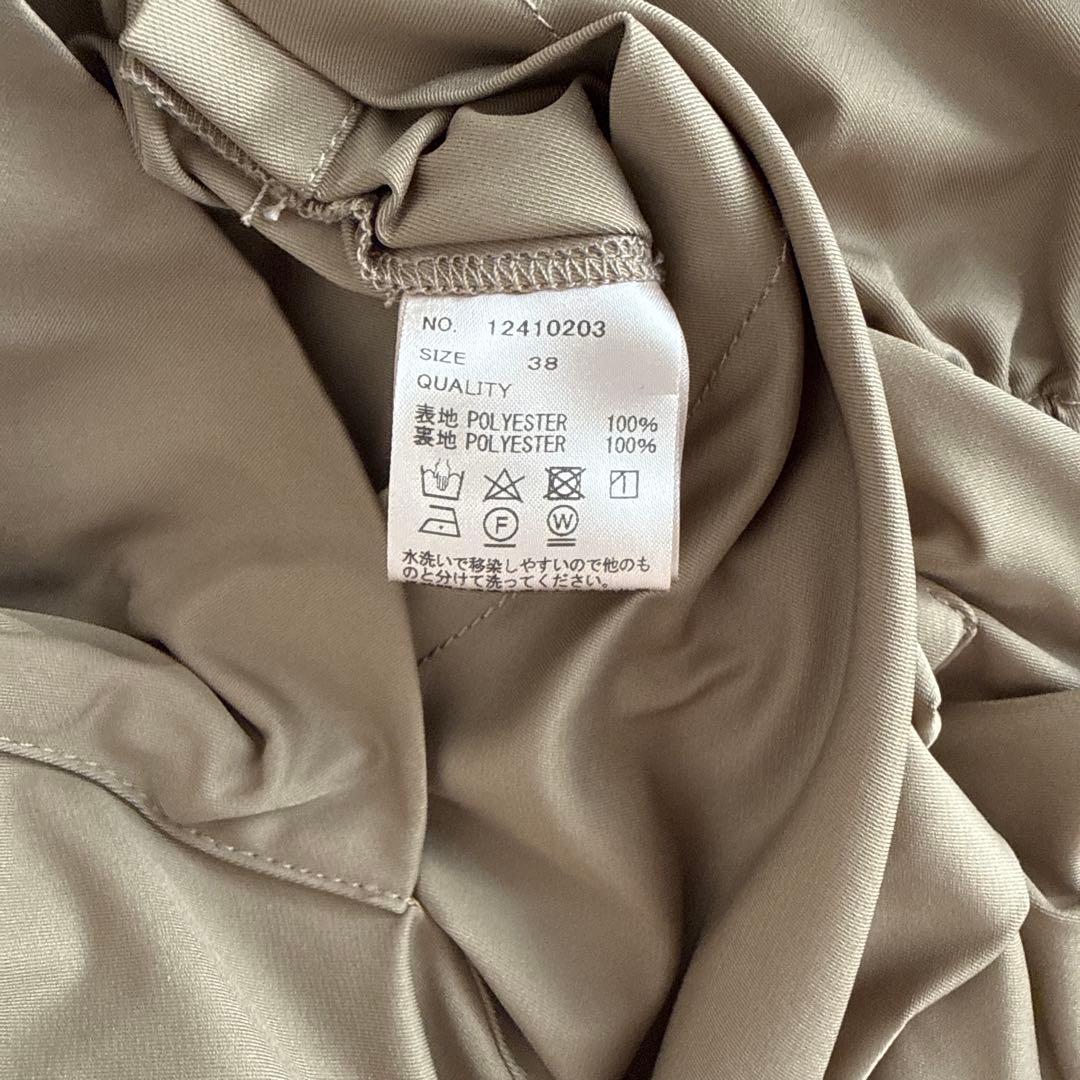 NO. 12410203
SIZE 38
QUALITY
表地 POLYESTER 100%
裏地 POLYESTER 100%
F W
水洗いで移染しやすいので他のも
のと分けて洗ってください。